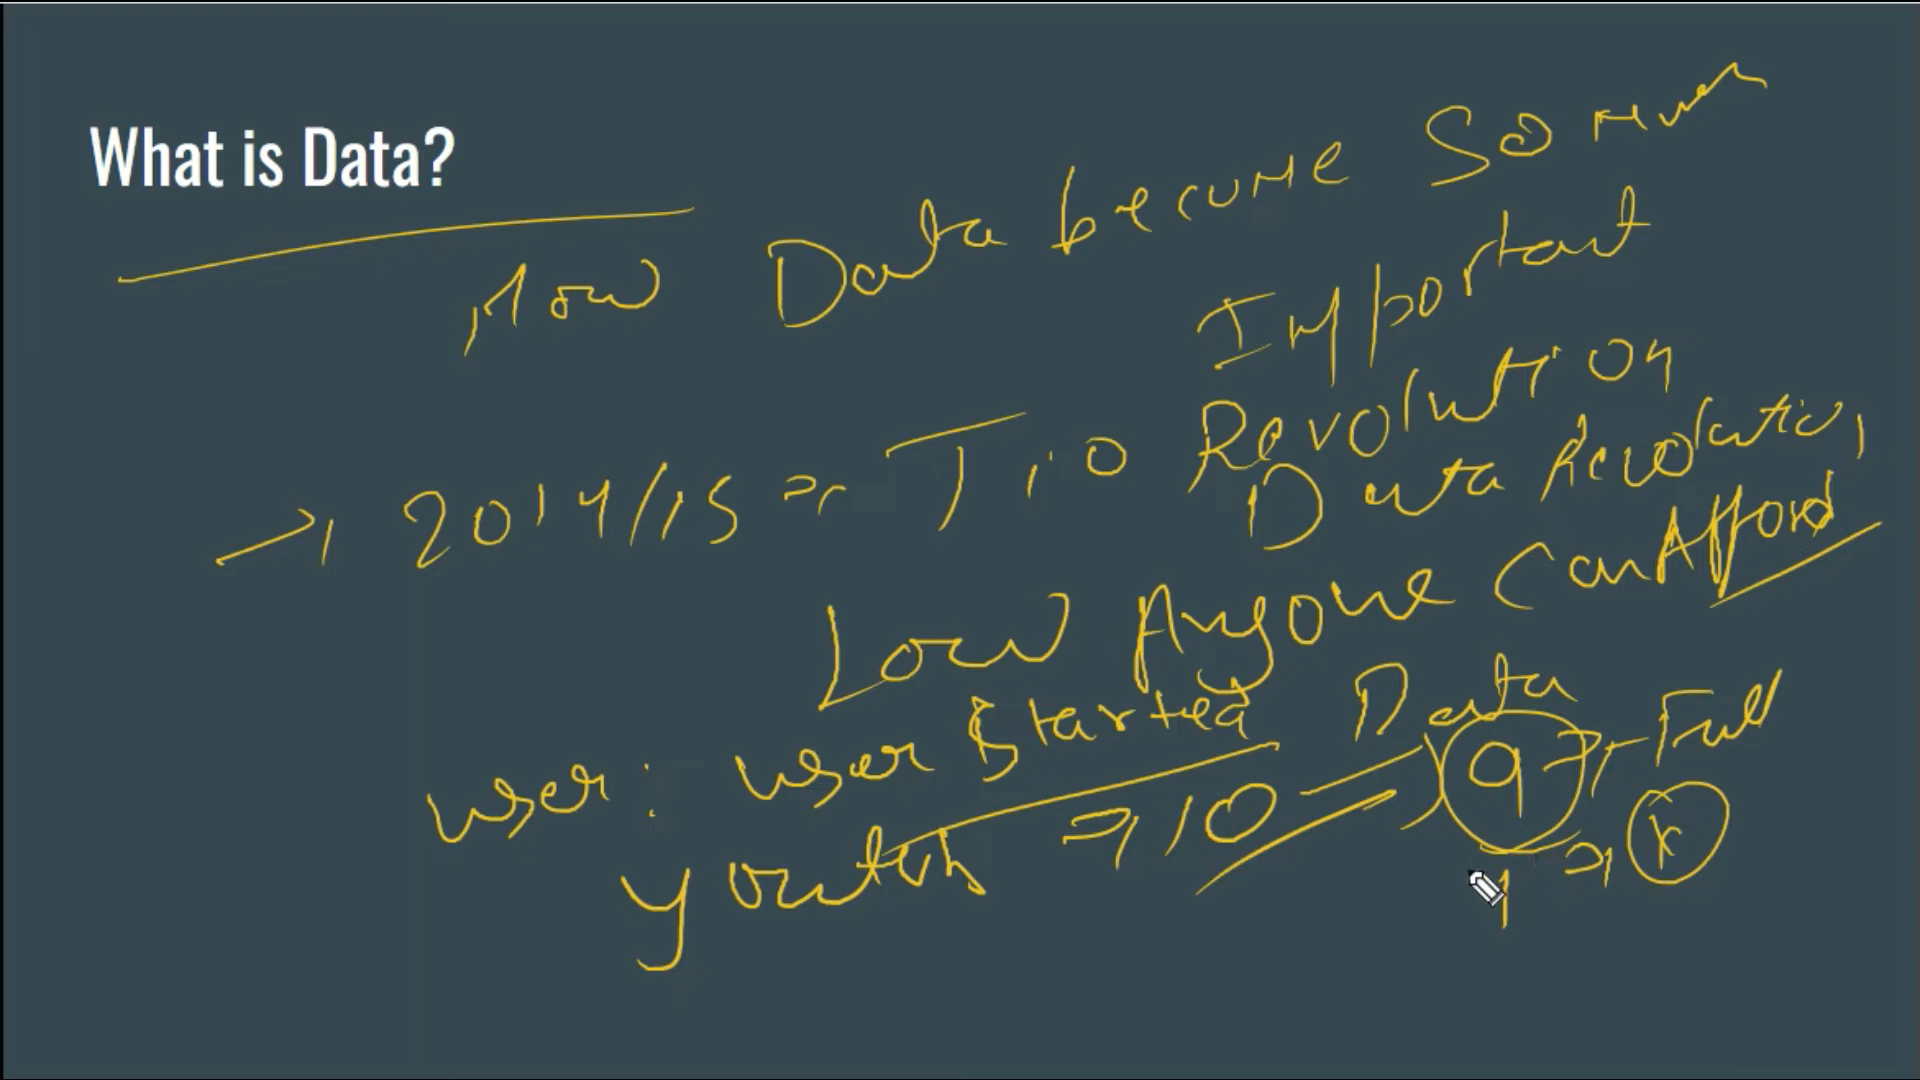 What is Data?
How Data become So Much
Important
→ 2014/15 => Jio Revolution
Data Revolution
Low Anyone Can Afford
user: user Started Data
youth => 10 => 9 → Full
1 → x